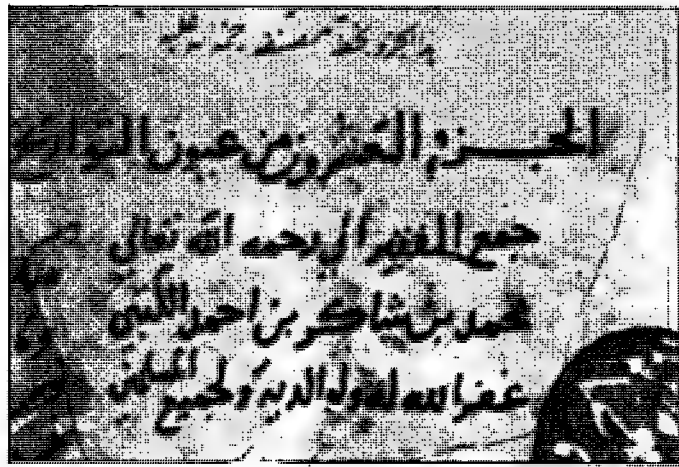 الجزء العشرون من عيون التواريخ
جمع الفقير الى رحمه الله تعالى
محمد بن شاكر بن احمد الكتبي
غفر الله له ولوالديه ولجميع المسلمين